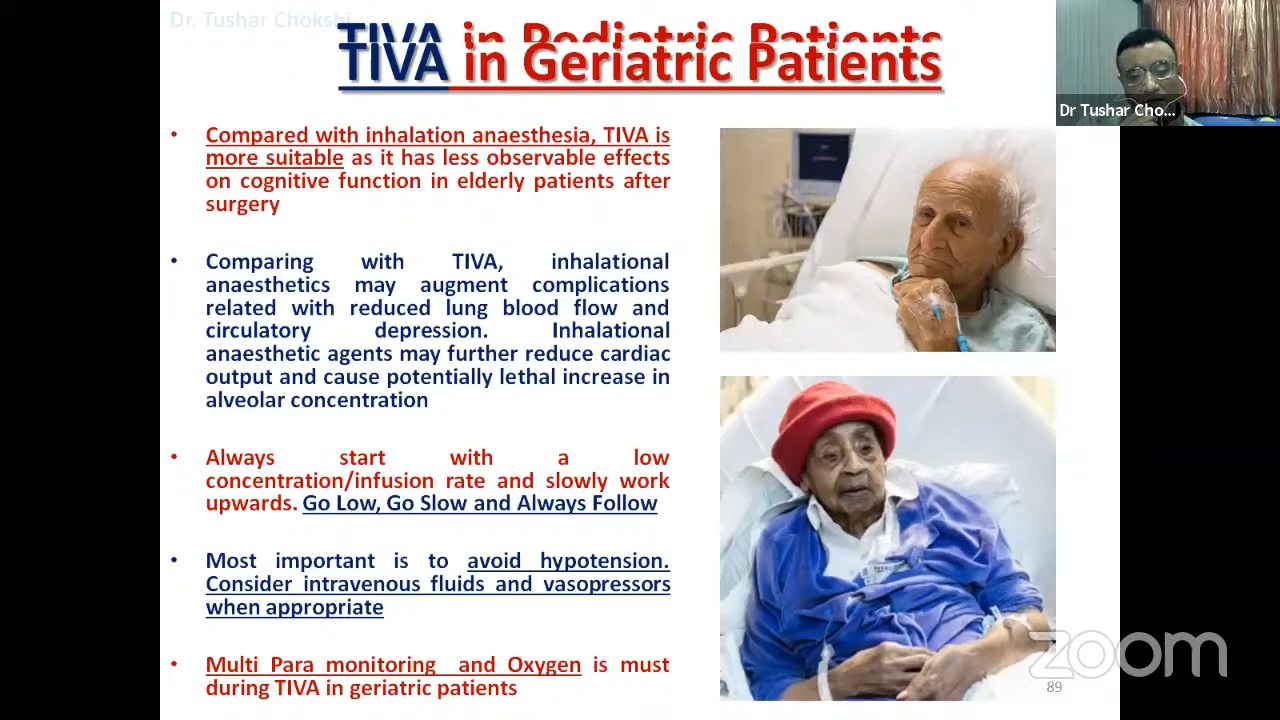 Dr. Tushar Chokshi
TIVA in Pediatric Patients
TIVA in Geriatric Patients
Dr Tushar Cho...
• Compared with inhalation anaesthesia, TIVA is
more suitable as it has less observable effects
on cognitive function in elderly patients after
surgery
• Comparing with TIVA, inhalational
anaesthetics may augment complications
related with reduced lung blood flow and
circulatory depression. Inhalational
anaesthetic agents may further reduce cardiac
output and cause potentially lethal increase in
alveolar concentration
• Always start with a low
concentration/infusion rate and slowly work
upwards. Go Low, Go Slow and Always Follow
• Most important is to avoid hypotension.
Consider intravenous fluids and vasopressors
when appropriate
• Multi Para monitoring and Oxygen is must
during TIVA in geriatric patients
zoom
89